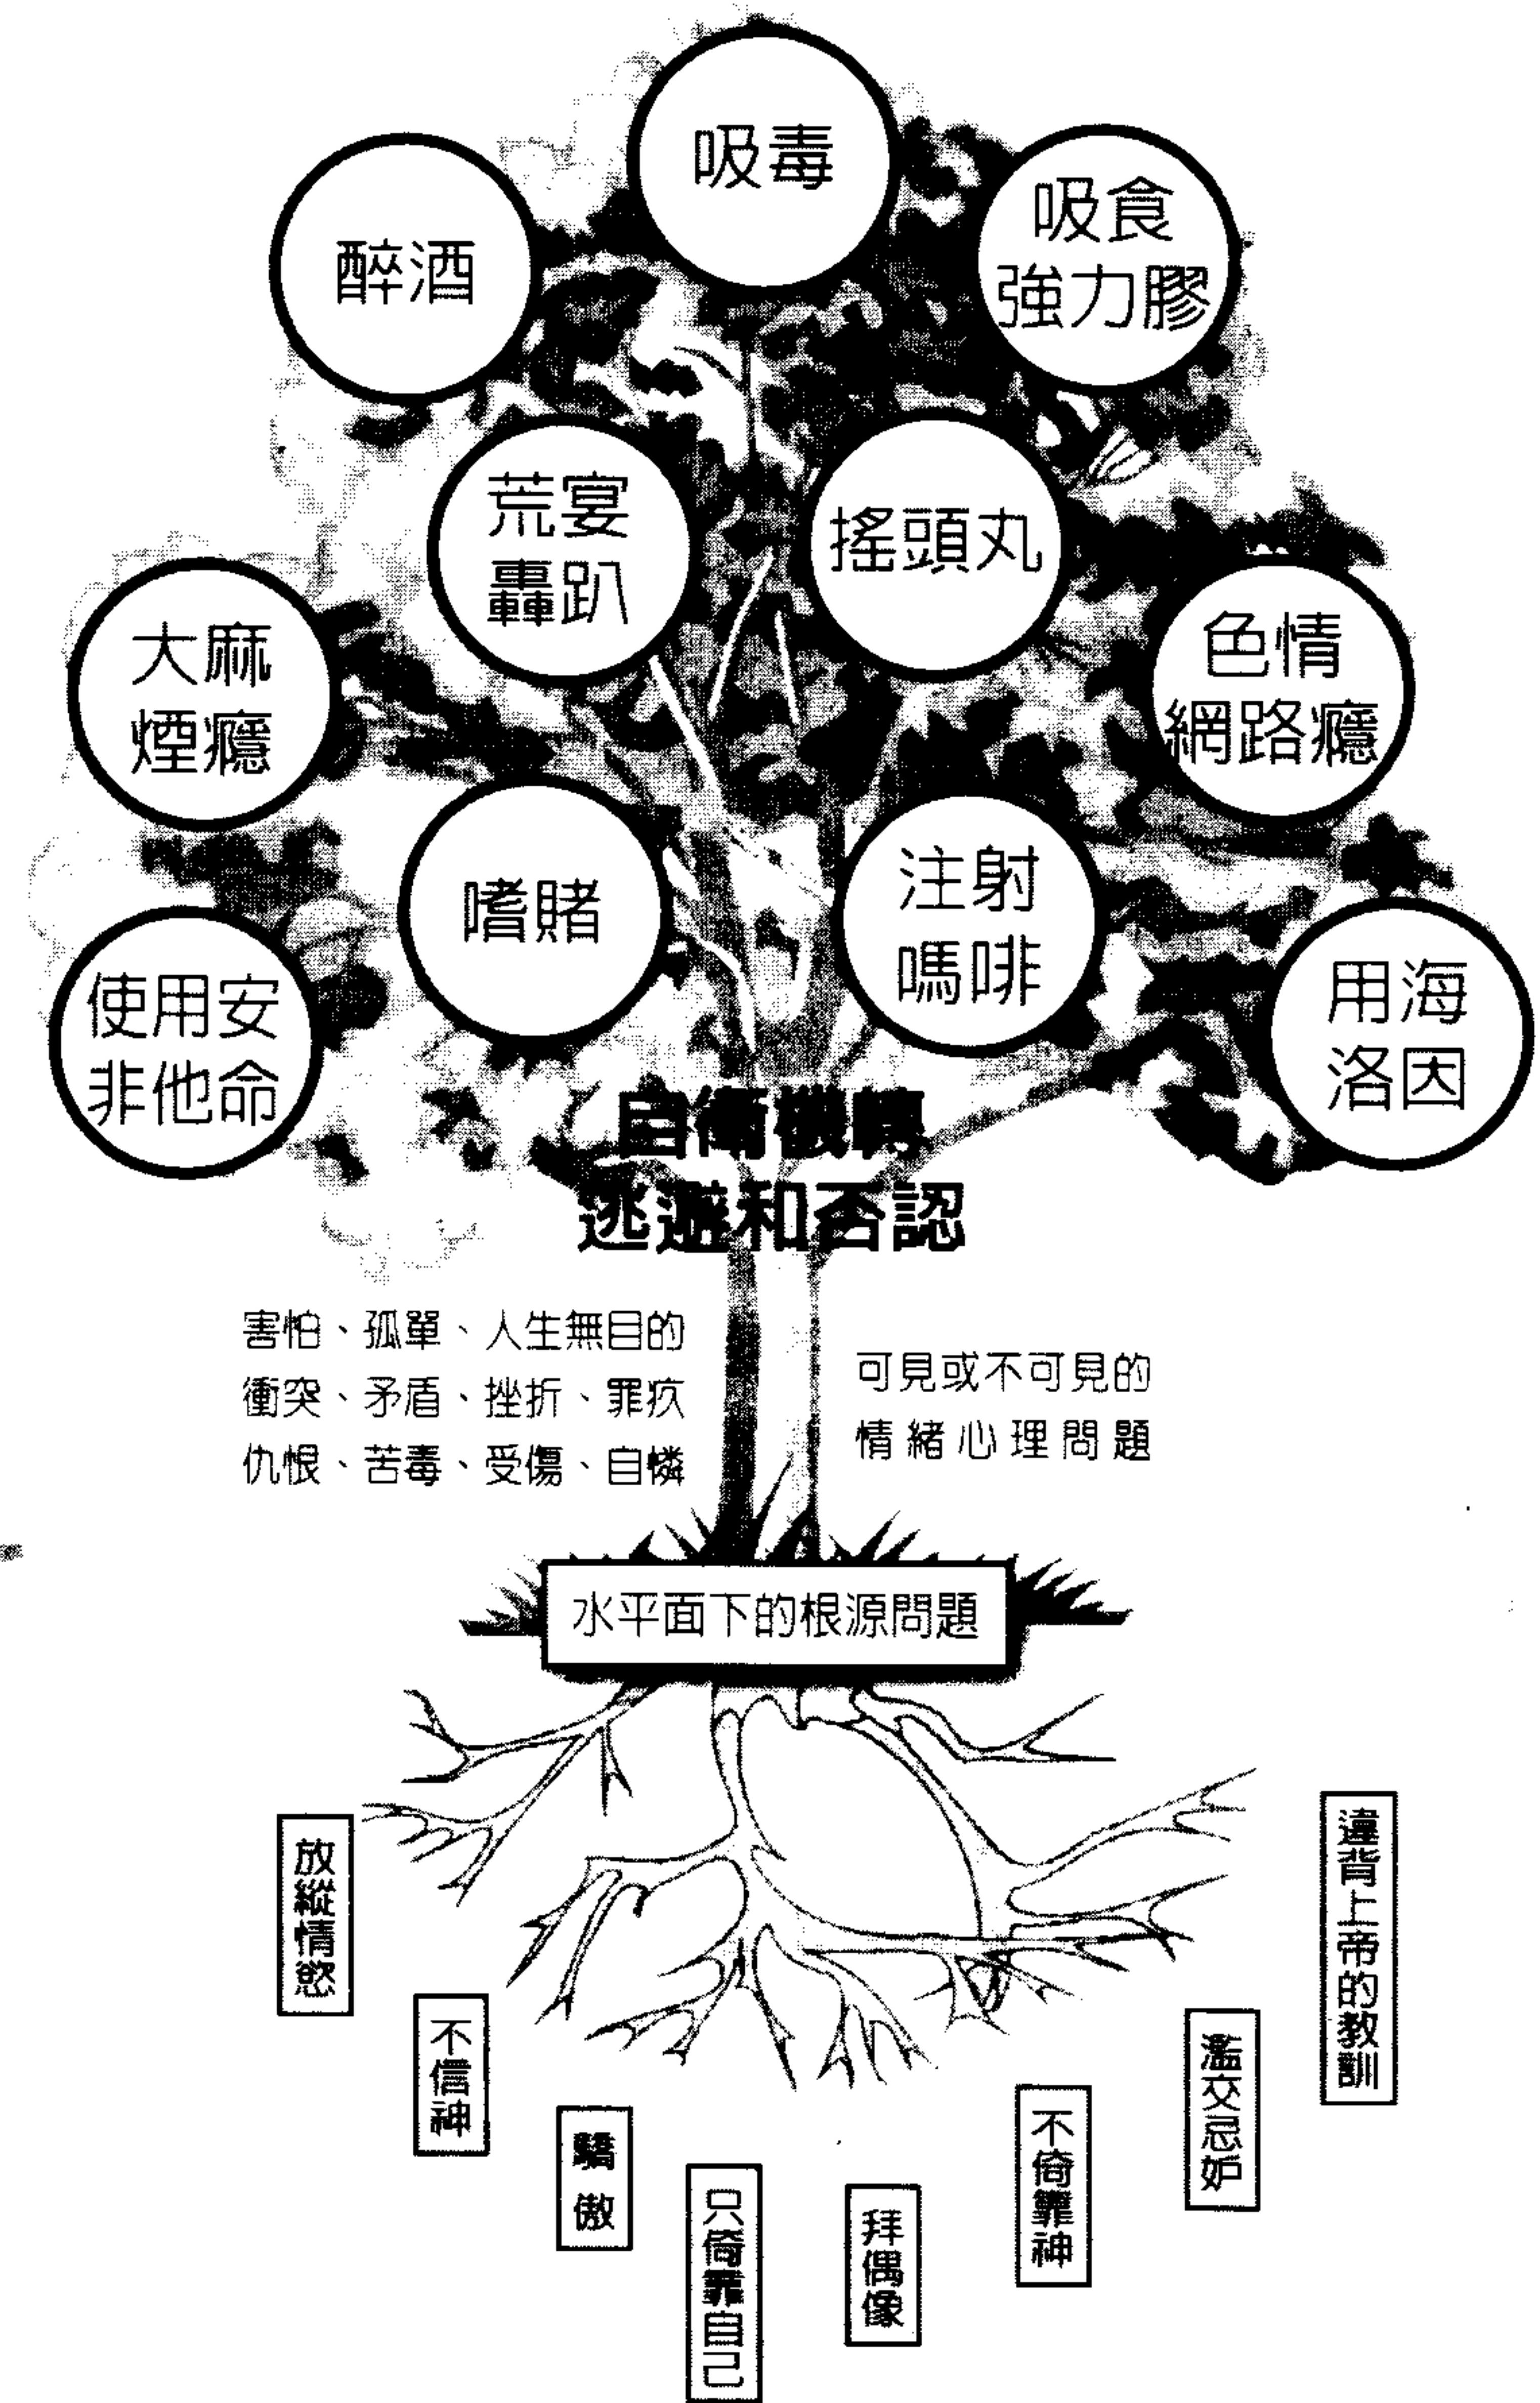 吸毒
醉酒
吸食
強力膠
荒宴
轟趴
搖頭丸
大麻
煙癮
色情
網路癮
嗜賭
注射
嗎啡
使用安
非他命
用海
洛因
自衛機轉
逃避和否認
害怕、孤單、人生無目的
衝突、矛盾、挫折、罪疚
仇恨、苦毒、受傷、自憐
可見或不可見的
情緒心理問題
水平面下的根源問題
放縱情慾
不信神
驕傲
只倚靠自己
拜偶像
不倚靠神
濫交忌妒
違背上帝的教訓